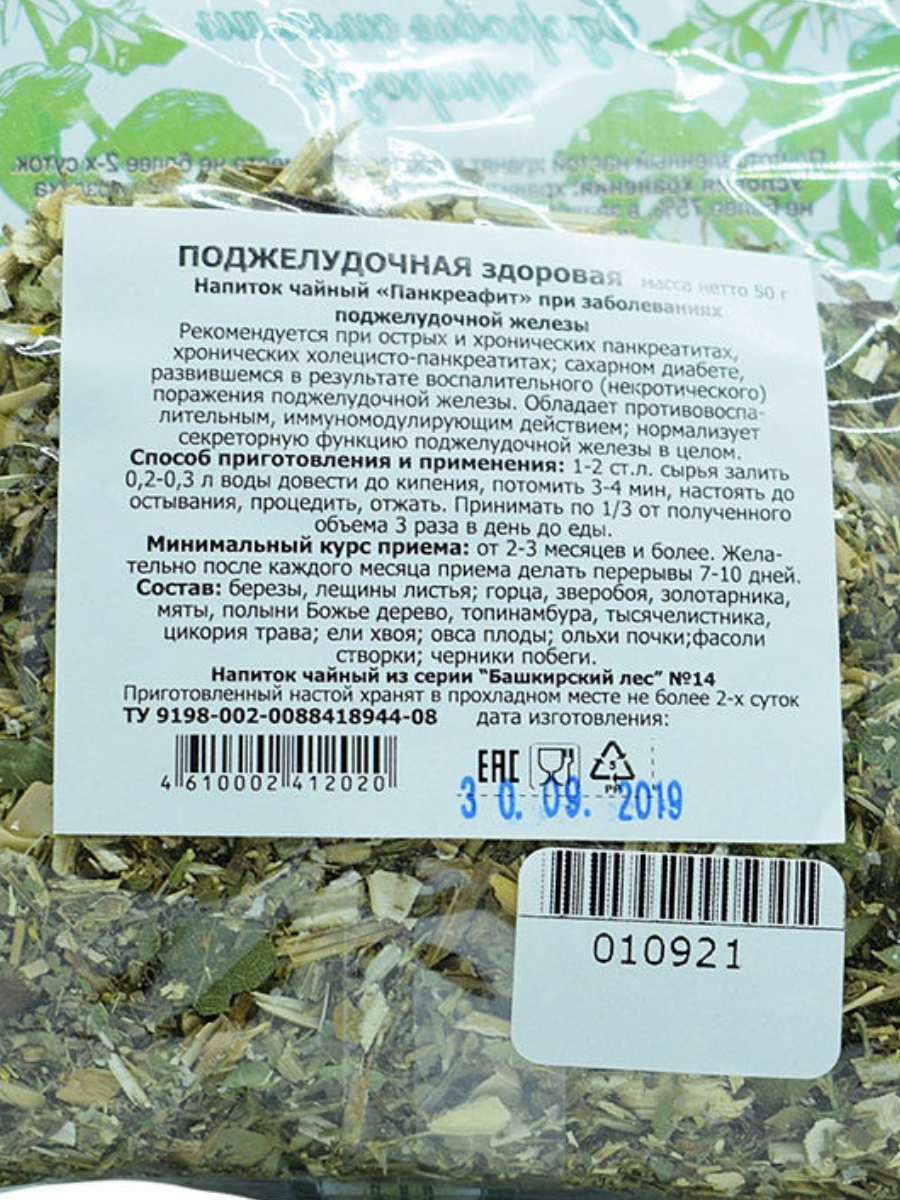 ПОДЖЕЛУДОЧНАЯ здоровая масса нетто 50 г
Напиток чайный «Панкреафит» при заболеваниях
поджелудочной железы
Рекомендуется при острых и хронических панкреатитах,
хронических холецисто-панкреатитах; сахарном диабете,
развившемся в результате воспалительного (некротического)
поражения поджелудочной железы. Обладает противовоспа-
лительным, иммуномодулирующим действием; нормализует
секреторную функцию поджелудочной железы в целом.
Способ приготовления и применения: 1-2 ст.л. сырья залить
0,2-0,3 л воды довести до кипения, потомить 3-4 мин, настоять до
остывания, процедить, отжать. Принимать по 1/3 от полученного
объема 3 раза в день до еды.
Минимальный курс приема: от 2-3 месяцев и более. Жела-
тельно после каждого месяца приема делать перерывы 7-10 дней.
Состав: березы, лещины листья; горца, зверобоя, золотарника,
мяты, полыни Божье дерево, топинамбура, тысячелистника,
цикория трава; ели хвоя; овса плоды; ольхи почки;фасоли
створки; черники побеги.
Напиток чайный из серии "Башкирский лес" №14
Приготовленный настой хранят в прохладном месте не более 2-х суток
ТУ 9198-002-0088418944-08 дата изготовления:
4 610002 412020
EAC
5
PP
30.09.2019
010921